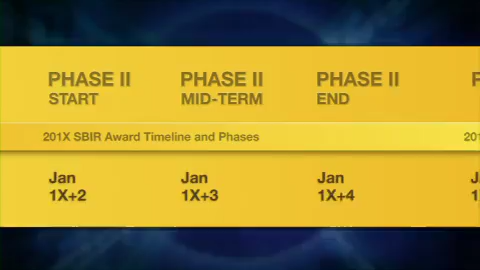 PHASE II PHASE II PHASE II
START MID-TERM END
201X SBIR Award Timeline and Phases
Jan Jan Jan
1X+2 1X+3 1X+4